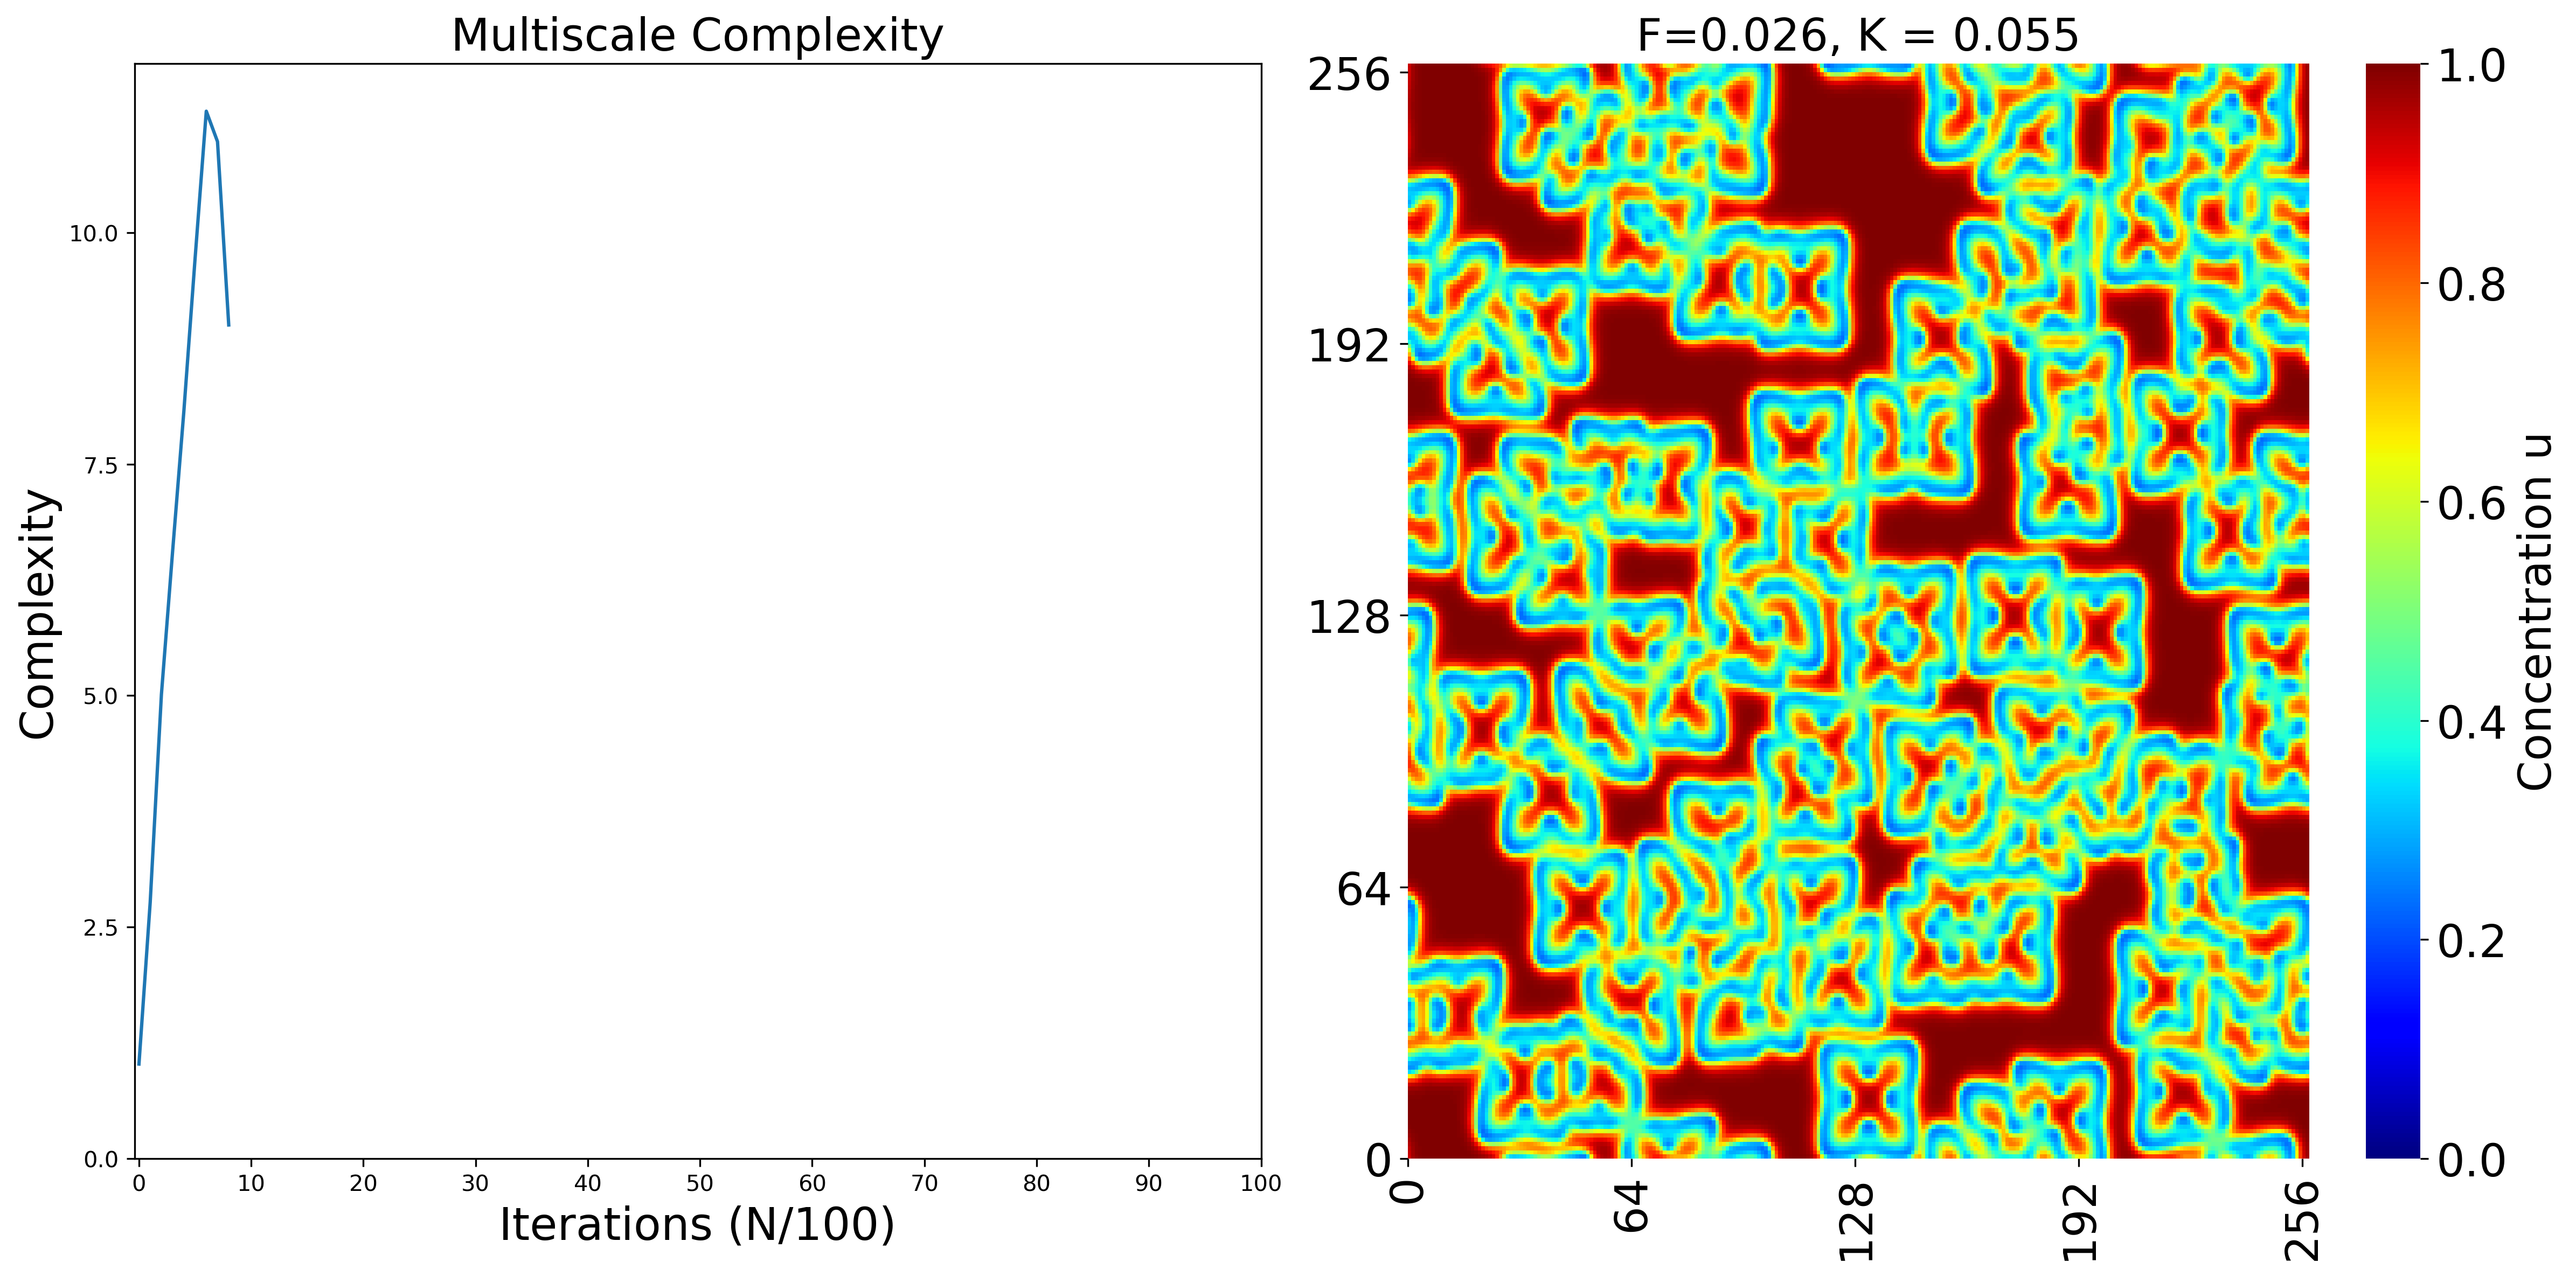 Multiscale Complexity
10.0
7.5
5.0
2.5
0.0
Complexity
0 10 20 30 40 50 60 70 80 90 100
Iterations (N/100)
F=0.026, K = 0.055
256
192
128
64
0
0 64 128 192 256
1.0
0.8
0.6
0.4
0.2
0.0
Concentration u